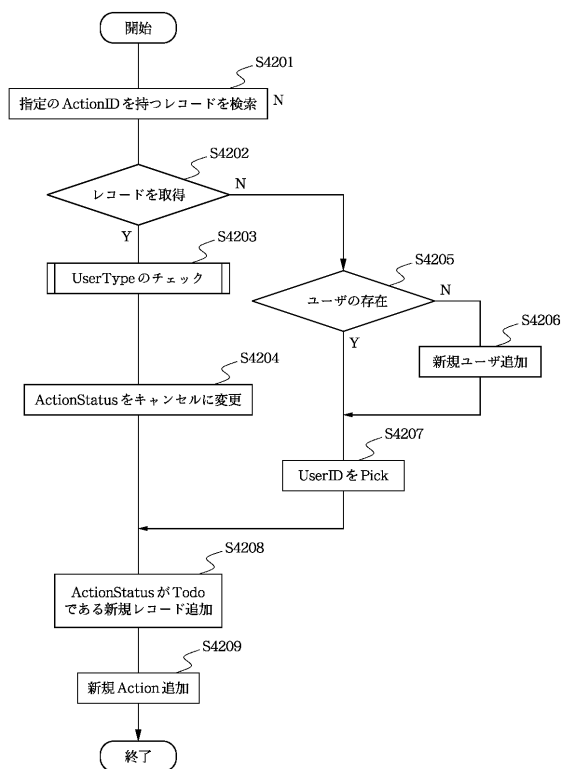 開始
S4201
指定のActionIDを持つレコードを検索
N
S4202
レコードを取得
N
Y
S4203
UserTypeのチェック
S4205
ユーザの存在
N
Y
S4206
新規ユーザ追加
S4204
ActionStatusをキャンセルに変更
S4207
UserIDをPick
S4208
ActionStatusがTodo
である新規レコード追加
S4209
新規Action追加
終了